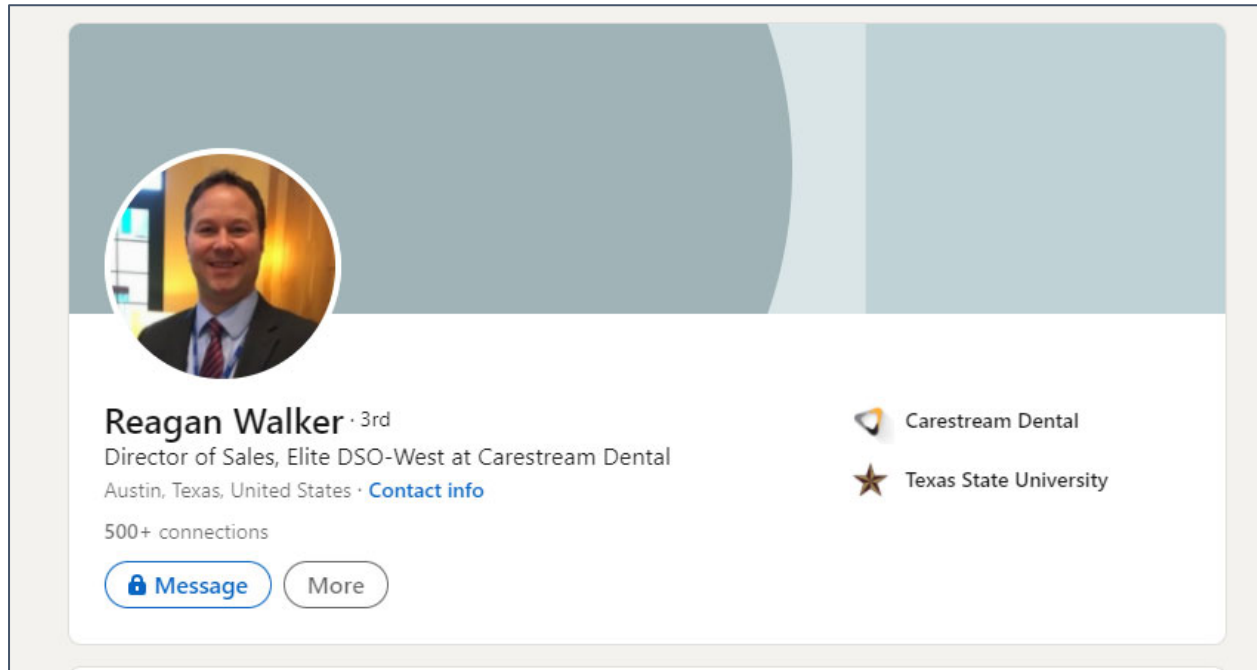 Reagan Walker · 3rd
Director of Sales, Elite DSO-West at Carestream Dental
Austin, Texas, United States · Contact info
500+ connections
Message
More
Carestream Dental
Texas State University